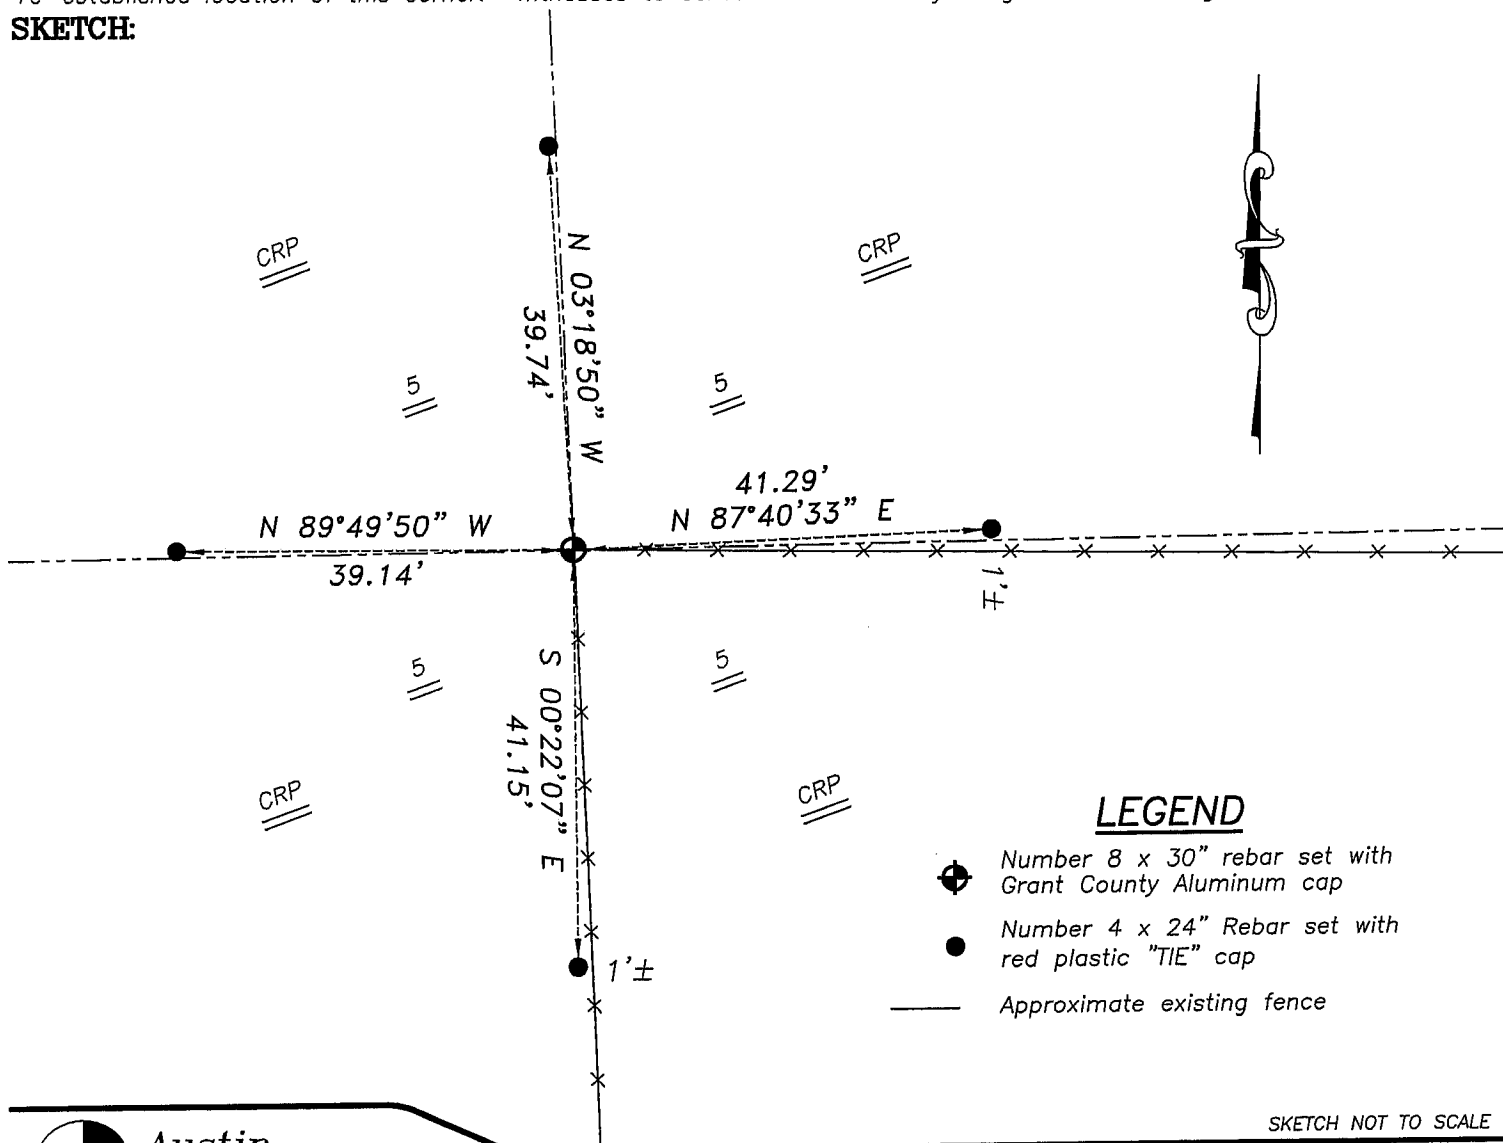 SKETCH:
CRP
CRP
N 03°18'50" W
39.74'
5
5
41.29'
N 87°40'33" E
N 89°49'50" W
39.14'
1'±
5
5
S 00°22'07" E
41.15'
CRP
CRP
LEGEND
Number 8 x 30" rebar set with
Grant County Aluminum cap
Number 4 x 24" Rebar set with
red plastic "TIE" cap
1'±
Approximate existing fence
SKETCH NOT TO SCALE
Austin